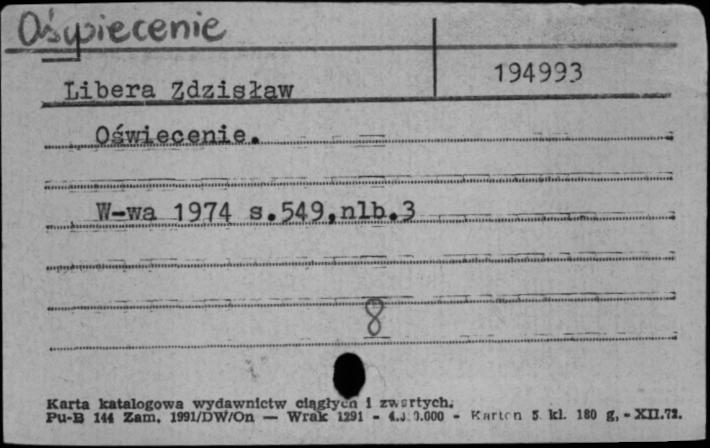 Oświecenie
194993
Libera Zdzisław
Oświecenie.
W-wa 1974 s.549,nlb.3
8
Karta katalogowa wydawnictw ciągłych i zwartych.
Pu-B 144 Zam. 1991/DW/On — Wrak 1291 - - Karton 5 kl. 180 g, - XII.72.